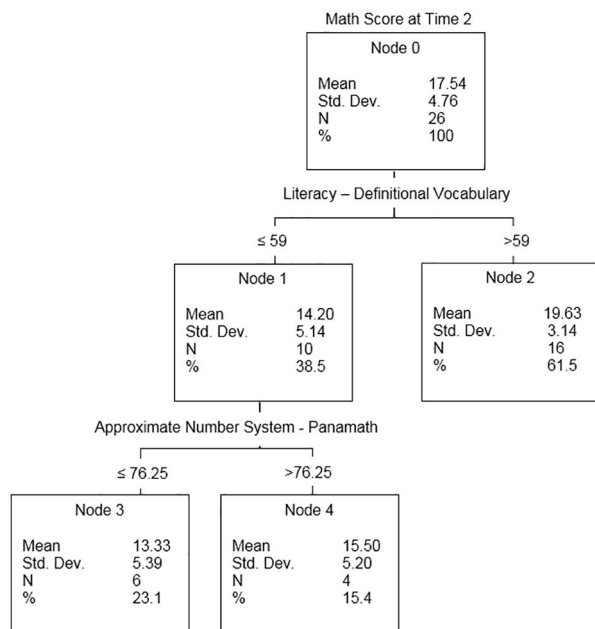 Math Score at Time 2
Node 0
Mean 17.54
Std. Dev. 4.76
N 26
% 100
Literacy – Definitional Vocabulary
≤ 59
>59
Node 1
Mean 14.20
Std. Dev. 5.14
N 10
% 38.5
Node 2
Mean 19.63
Std. Dev. 3.14
N 16
% 61.5
Approximate Number System - Panamath
≤ 76.25
>76.25
Node 3
Mean 13.33
Std. Dev. 5.39
N 6
% 23.1
Node 4
Mean 15.50
Std. Dev. 5.20
N 4
% 15.4